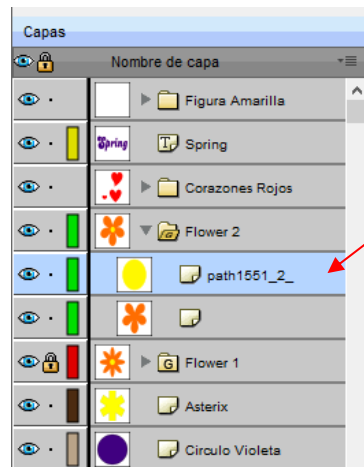 Capas
Nombre de capa
Figura Amarilla
Spring
T
Spring
Corazones Rojos
G
Flower 2
path1551_2_
G
Flower 1
Asterix
Circulo Violeta